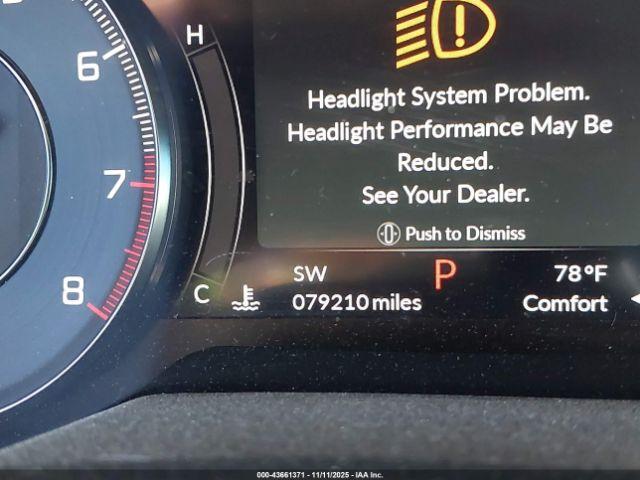 6
7
8
H
C
Headlight System Problem.
Headlight Performance May Be
Reduced.
See Your Dealer.
Push to Dismiss
SW P 78°F
079210 miles Comfort
000-43661371 - 11/11/2025 - IAA Inc.